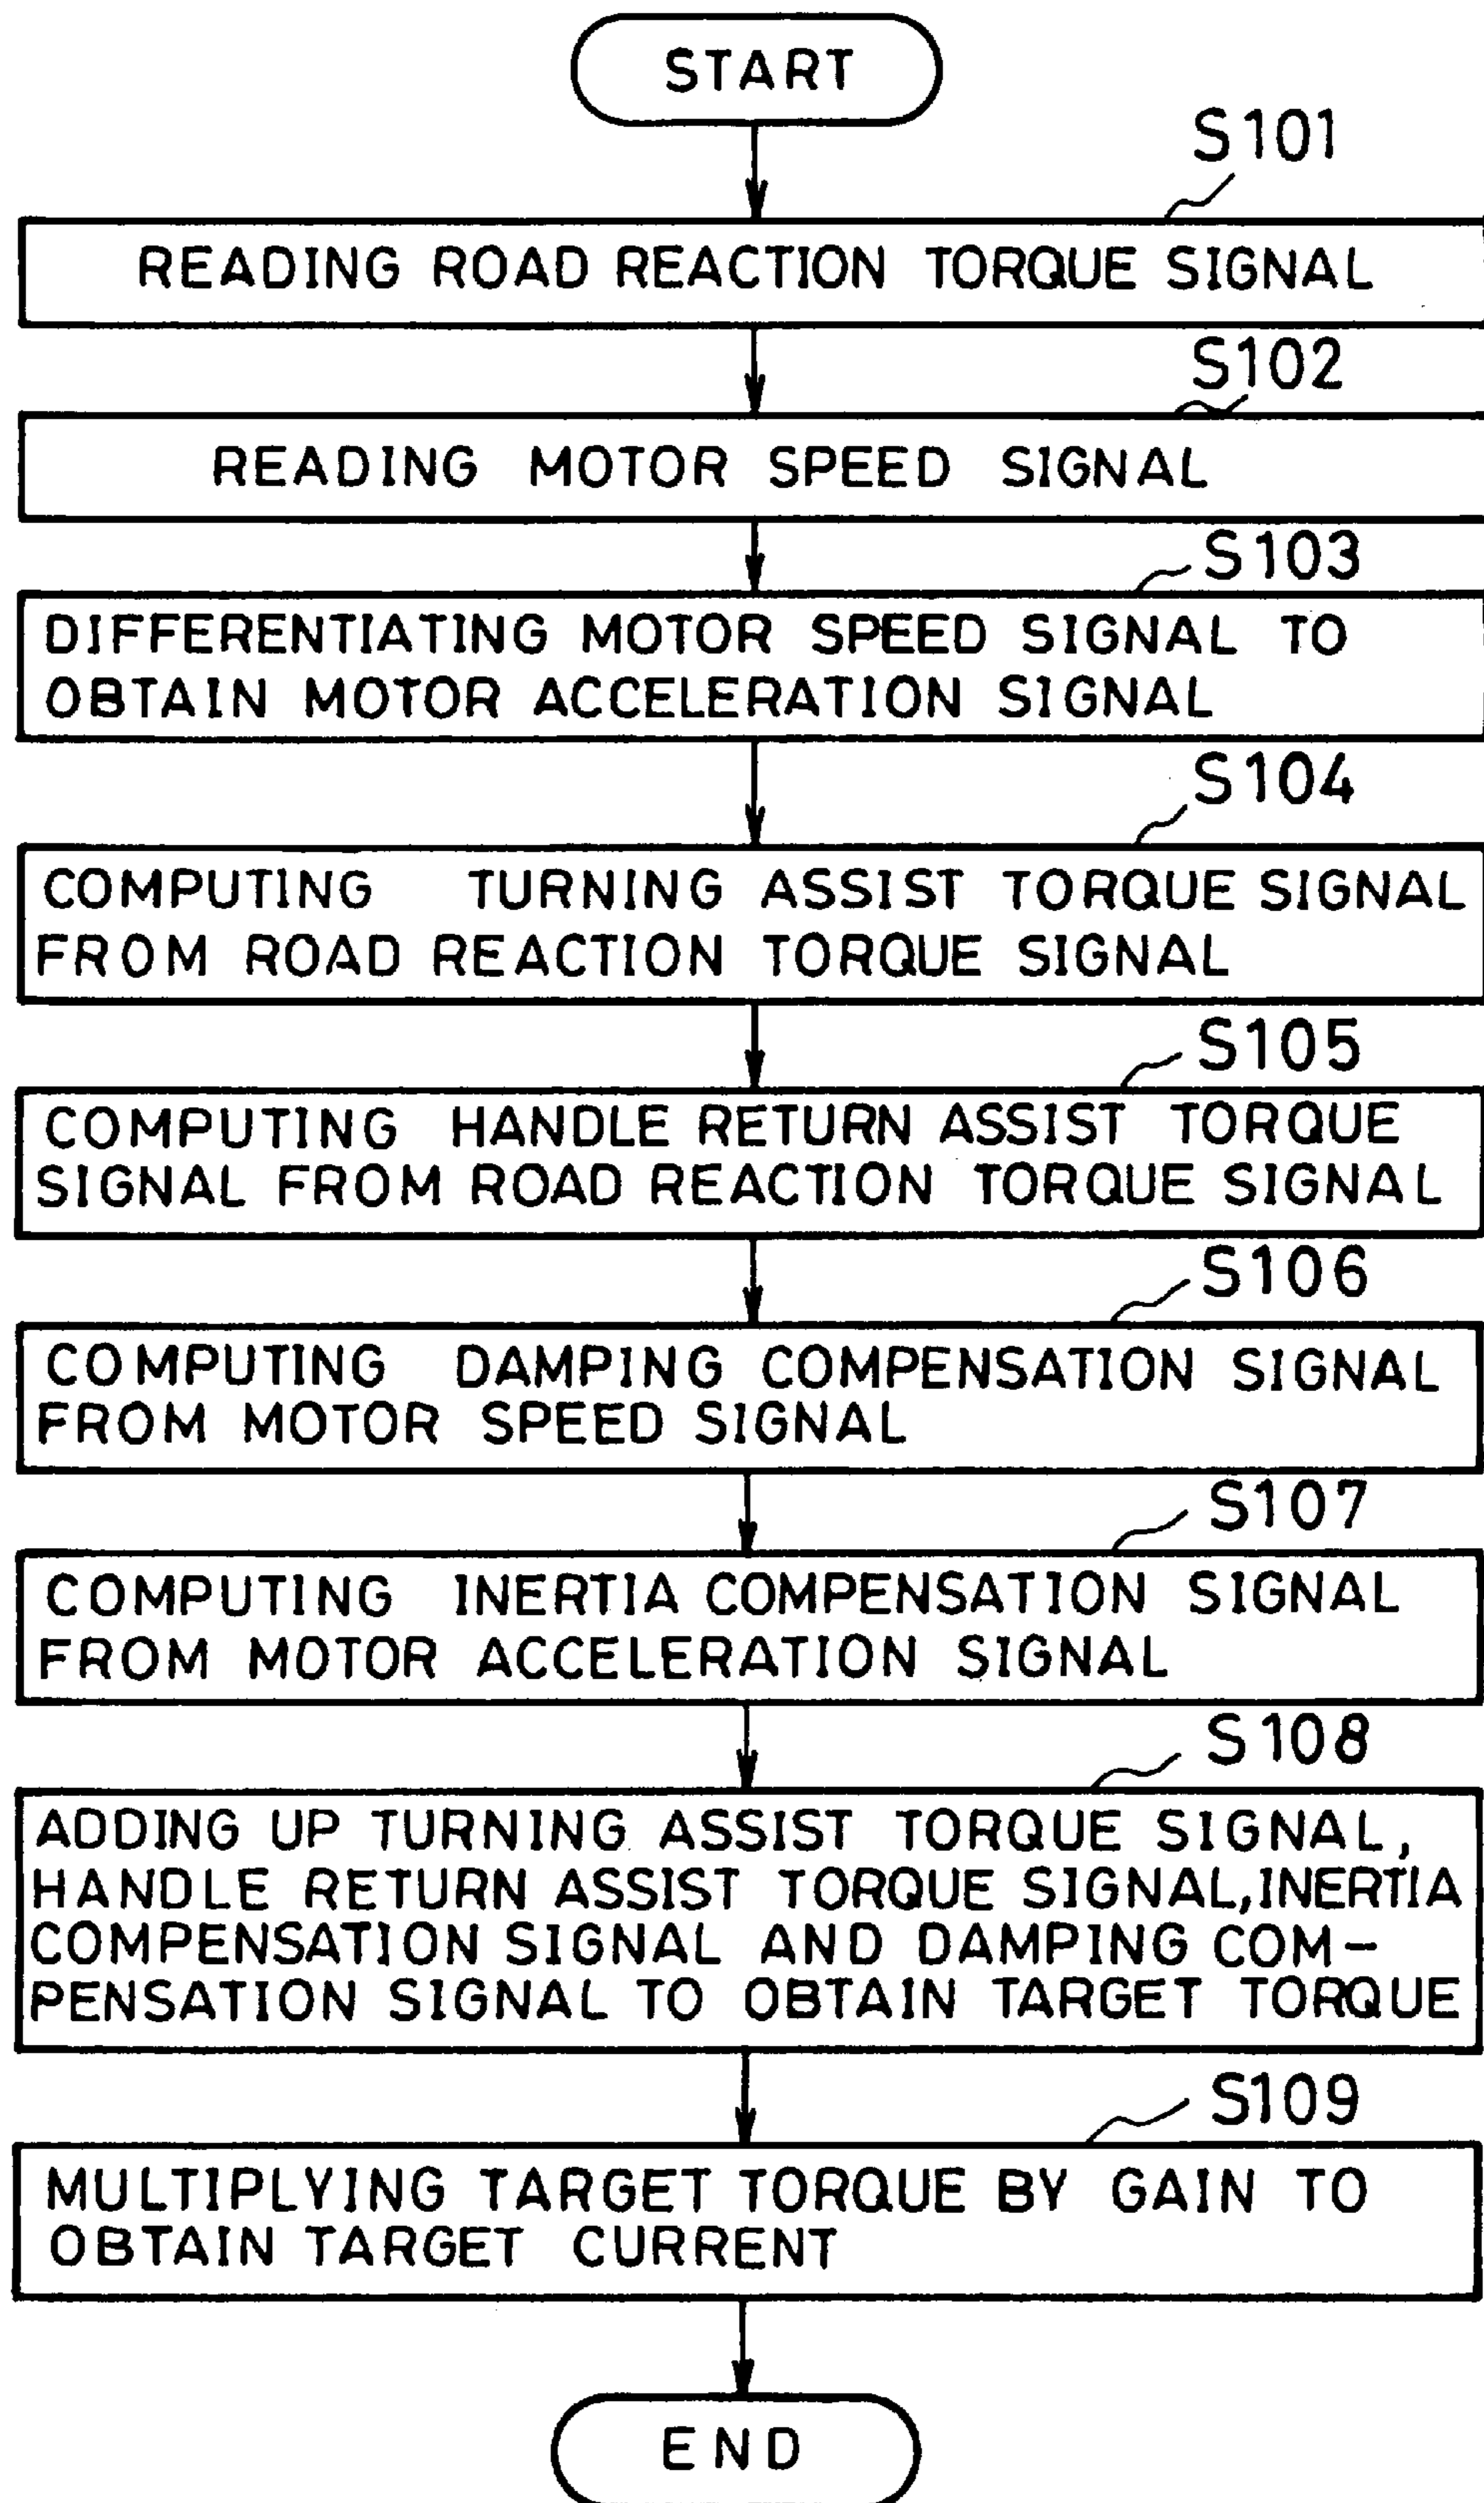 START
S101
READING ROAD REACTION TORQUE SIGNAL
S102
READING MOTOR SPEED SIGNAL
S103
DIFFERENTIATING MOTOR SPEED SIGNAL TO
OBTAIN MOTOR ACCELERATION SIGNAL
S104
COMPUTING TURNING ASSIST TORQUE SIGNAL
FROM ROAD REACTION TORQUE SIGNAL
S105
COMPUTING HANDLE RETURN ASSIST TORQUE
SIGNAL FROM ROAD REACTION TORQUE SIGNAL
S106
COMPUTING DAMPING COMPENSATION SIGNAL
FROM MOTOR SPEED SIGNAL
S107
COMPUTING INERTIA COMPENSATION SIGNAL
FROM MOTOR ACCELERATION SIGNAL
S108
ADDING UP TURNING ASSIST TORQUE SIGNAL,
HANDLE RETURN ASSIST TORQUE SIGNAL, INERTIA
COMPENSATION SIGNAL AND DAMPING COM-
PENSATION SIGNAL TO OBTAIN TARGET TORQUE
S109
MULTIPLYING TARGET TORQUE BY GAIN TO
OBTAIN TARGET CURRENT
END